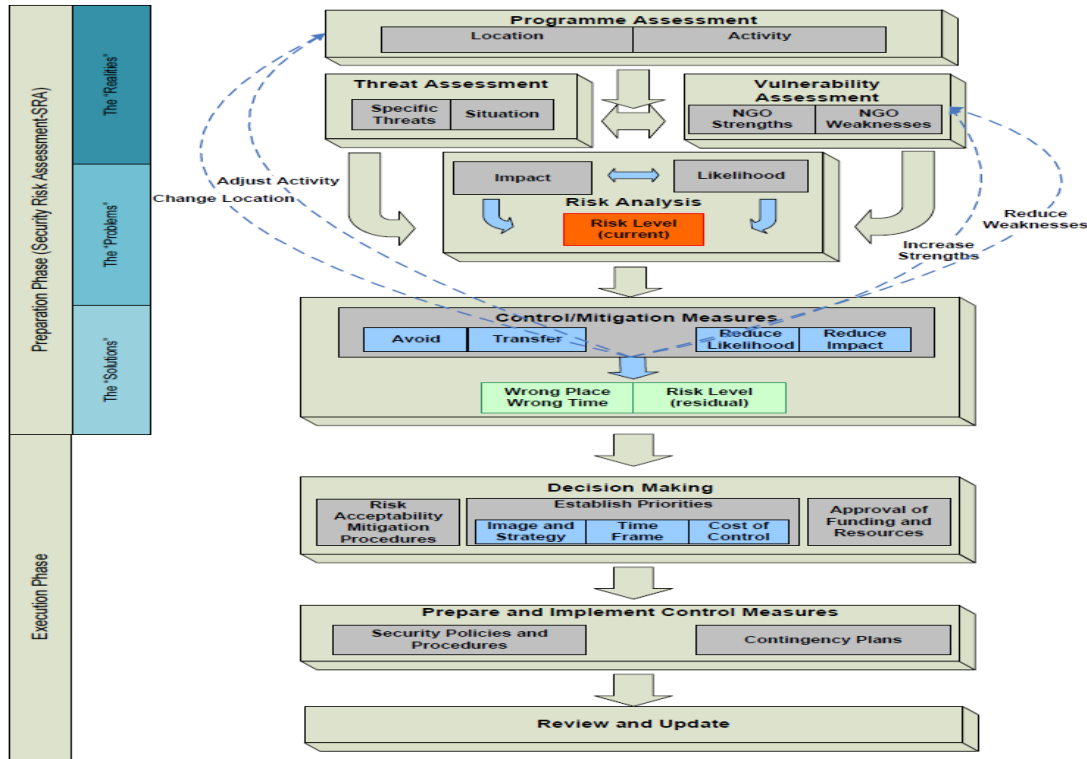 Preparation Phase (Security Risk Assessment-SRA)
Execution Phase
The "Realities"
The "Problems"
The "Solutions"
Programme Assessment
Location
Activity
Threat Assessment
Specific
Threats
Situation
Vulnerability
Assessment
NGO
Strengths
NGO
Weaknesses
Adjust Activity
Change Location
Impact
Likelihood
Risk Analysis
Risk Level
(current)
Reduce
Weaknesses
Increase
Strengths
Control/Mitigation Measures
Avoid
Transfer
Reduce
Likelihood
Reduce
Impact
Wrong Place
Wrong Time
Risk Level
(residual)
Decision Making
Risk
Acceptability
Mitigation
Procedures
Establish Priorities
Image and
Strategy
Time
Frame
Cost of
Control
Approval of
Funding and
Resources
Prepare and Implement Control Measures
Security Policies and
Procedures
Contingency Plans
Review and Update